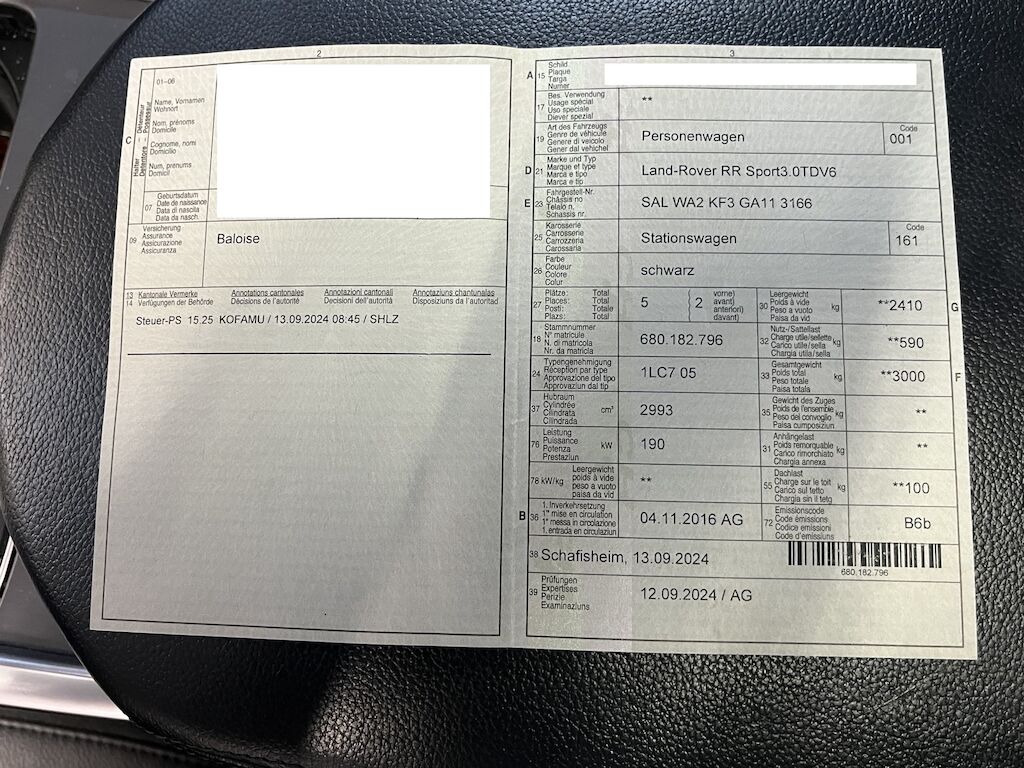 2
01–06
C
Halter Détenteur
Detentore Possessur
Name, Vornamen
Wohnort
Nom, prénoms
Domicile
Cognome, nomi
Domicilio
Num, prenums
Domicil
07
Geburtsdatum
Date de naissance
Data di nascita
Data da nasch.
09
Versicherung
Assurance
Assicurazione
Assicuranza
Baloise
13 Kantonale Vermerke Annotations cantonales Annotazioni cantonali Annotaziuns chantunalas
14 Verfügungen der Behörde Décisions de l'autorité Decisioni dell'autorità Disposiziuns da l'autoritad
Steuer-PS 15.25 KOFAMU / 13.09.2024 08:45 / SHLZ
3
A 15
Schild
Plaque
Targa
Numer
17
Bes. Verwendung
Usage spécial
Uso speciale
Diever spezial
**
19
Art des Fahrzeugs
Genre de véhicule
Genere di veicolo
Gener dal vehichel
Personenwagen
Code
001
D 21
Marke und Typ
Marque et type
Marca e tipo
Marca e tip
Land-Rover RR Sport3.0TDV6
E 23
Fahrgestell-Nr.
Châssis no
Telaio n.
Schassis nr.
SAL WA2 KF3 GA11 3166
25
Karosserie
Carrosserie
Carrozzeria
Carossaria
Stationswagen
Code
161
26
Farbe
Couleur
Colore
Colur
schwarz
27
Plätze: Total
Places: Total
Posti: Totale
Plazs: Total
5
2
vorne)
avant)
anteriori)
davant)
30
Leergewicht
Poids à vide
Peso a vuoto
Paisa da vid
kg
**2410
G
18
Stammnummer
N° matricule
N. di matricola
Nr. da matricla
680.182.796
32
Nutz-/Sattellast
Charge utile/sellette
Carico utile/sella
Chargia utila/sella
kg
**590
24
Typengenehmigung
Réception par type
Approvazione del tipo
Approvaziun dal tip
1LC7 05
33
Gesamtgewicht
Poids total
Peso totale
Paisa totala
kg
**3000
F
37
Hubraum
Cylindrée
Cilindrata
Cilindrada
cm³
2993
35
Gewicht des Zuges
Poids de l'ensemble
Peso del convoglio
Paisa cumposiziun
kg
**
76
Leistung
Puissance
Potenza
Prestaziun
kW
190
31
Anhängelast
Poids remorquable
Carico rimorchiato
Chargia annexa
kg
**
78 kW/kg
Leergewicht
poids à vide
peso a vuoto
paisa da vid
**
55
Dachlast
Charge sur le toit
Carico sul tetto
Chargia sin il tetg
kg
**100
B 36
1. Inverkehrsetzung
1re mise en circulation
1a messa in circolazione
1. entrada en circulaziun
04.11.2016 AG
72
Emissionscode
Code émissions
Codice emissioni
Code d'emissiuns
B6b
38 Schafisheim, 13.09.2024
680.182.796
39
Prüfungen
Expertises
Perizie
Examinaziuns
12.09.2024 / AG